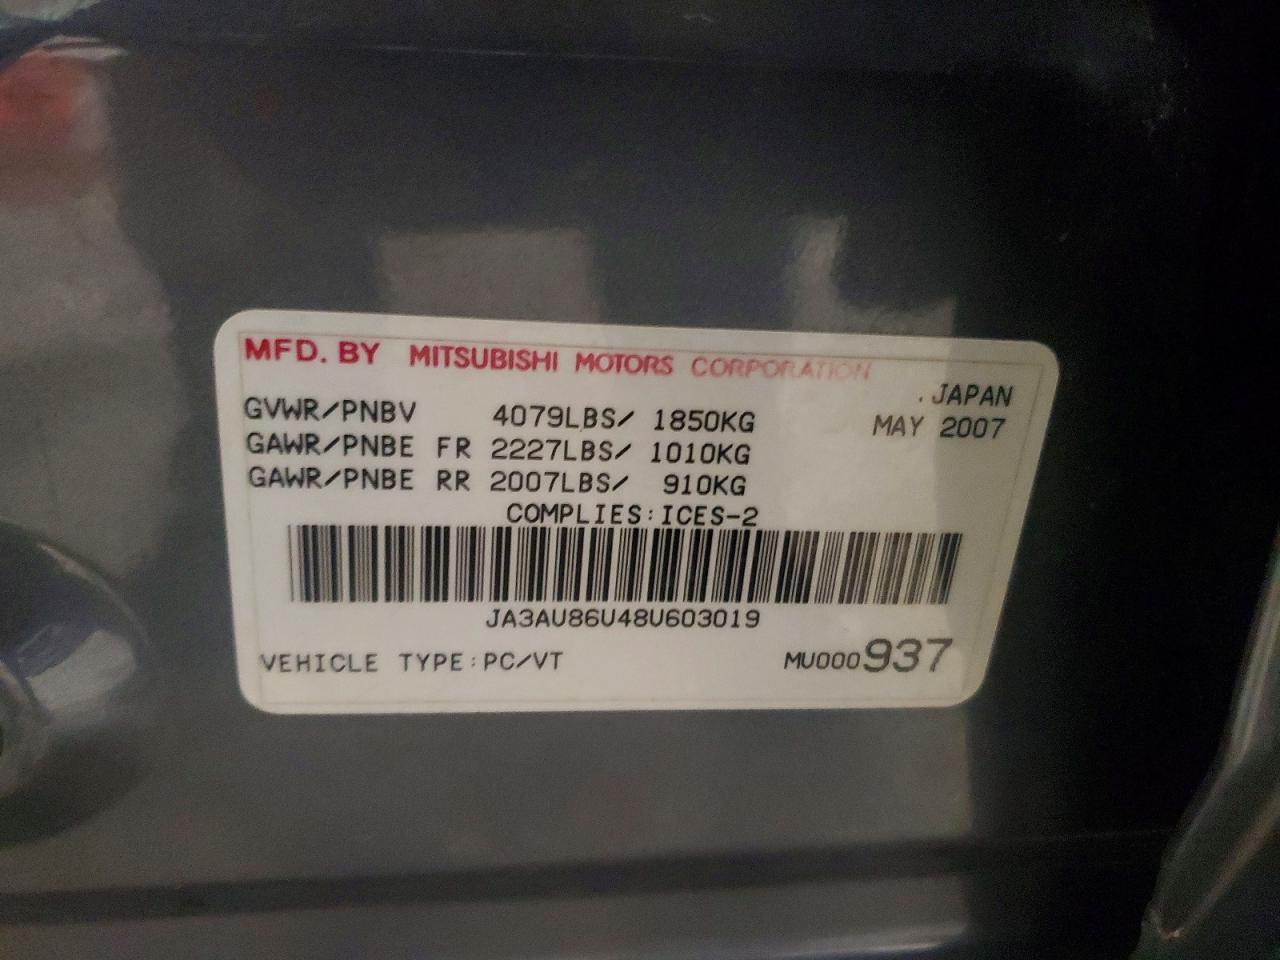 MFD. BY MITSUBISHI MOTORS CORPORATION
. JAPAN
GVWR/PNBV 4079LBS/ 1850KG MAY 2007
GAWR/PNBE FR 2227LBS/ 1010KG
GAWR/PNBE RR 2007LBS/ 910KG
COMPLIES:ICES-2
JA3AU86U48U603019
VEHICLE TYPE:PC/VT MU000937